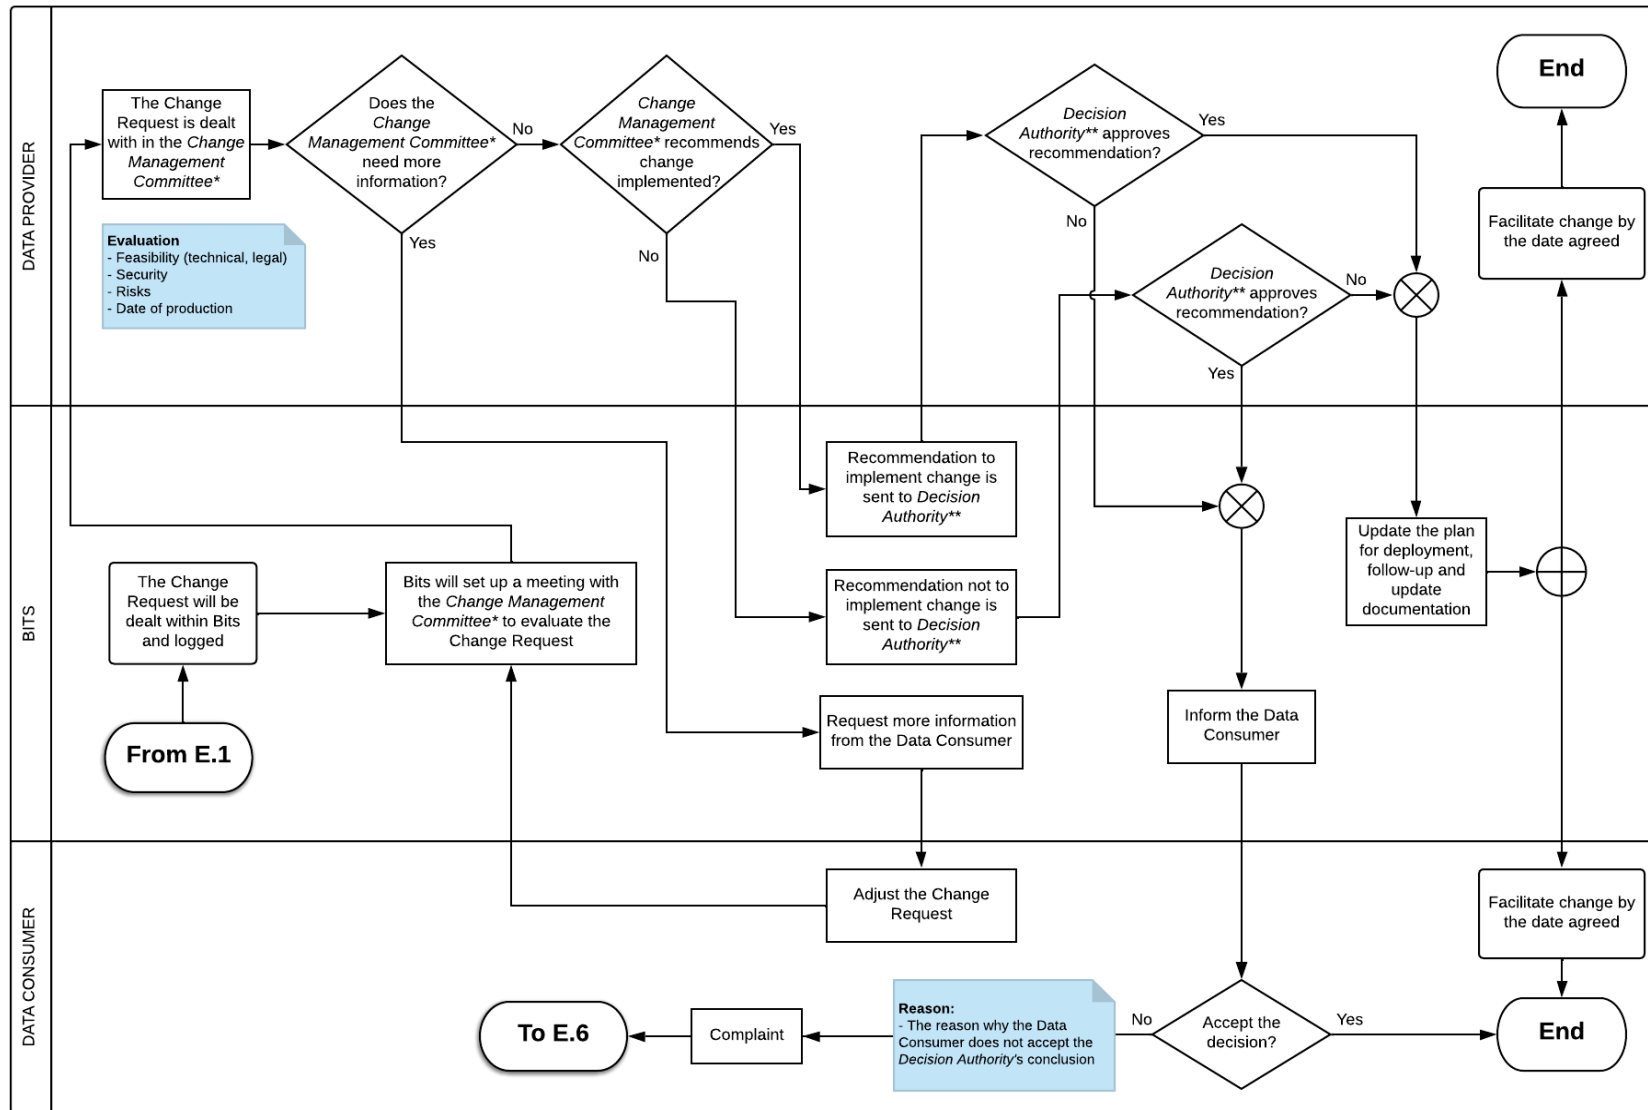 DATA PROVIDER
The Change
Request is dealt
with in the Change
Management
Committee*
Evaluation
- Feasibility (technical, legal)
- Security
- Risks
- Date of production
Does the
Change
Management Committee*
need more
information?
No
Yes
Change
Management
Committee* recommends
change
implemented?
Yes
No
Decision
Authority** approves
recommendation?
Yes
No
Decision
Authority** approves
recommendation?
No
Yes
End
Facilitate change by
the date agreed
BITS
The Change
Request will be
dealt within Bits
and logged
From E.1
Bits will set up a meeting with
the Change Management
Committee* to evaluate the
Change Request
Recommendation to
implement change is
sent to Decision
Authority**
Recommendation not to
implement change is
sent to Decision
Authority**
Request more information
from the Data Consumer
Inform the Data
Consumer
Update the plan
for deployment,
follow-up and
update
documentation
DATA CONSUMER
Adjust the Change
Request
To E.6
Complaint
Reason:
- The reason why the Data
Consumer does not accept the
Decision Authority's conclusion
No
Accept the
decision?
Yes
Facilitate change by
the date agreed
End